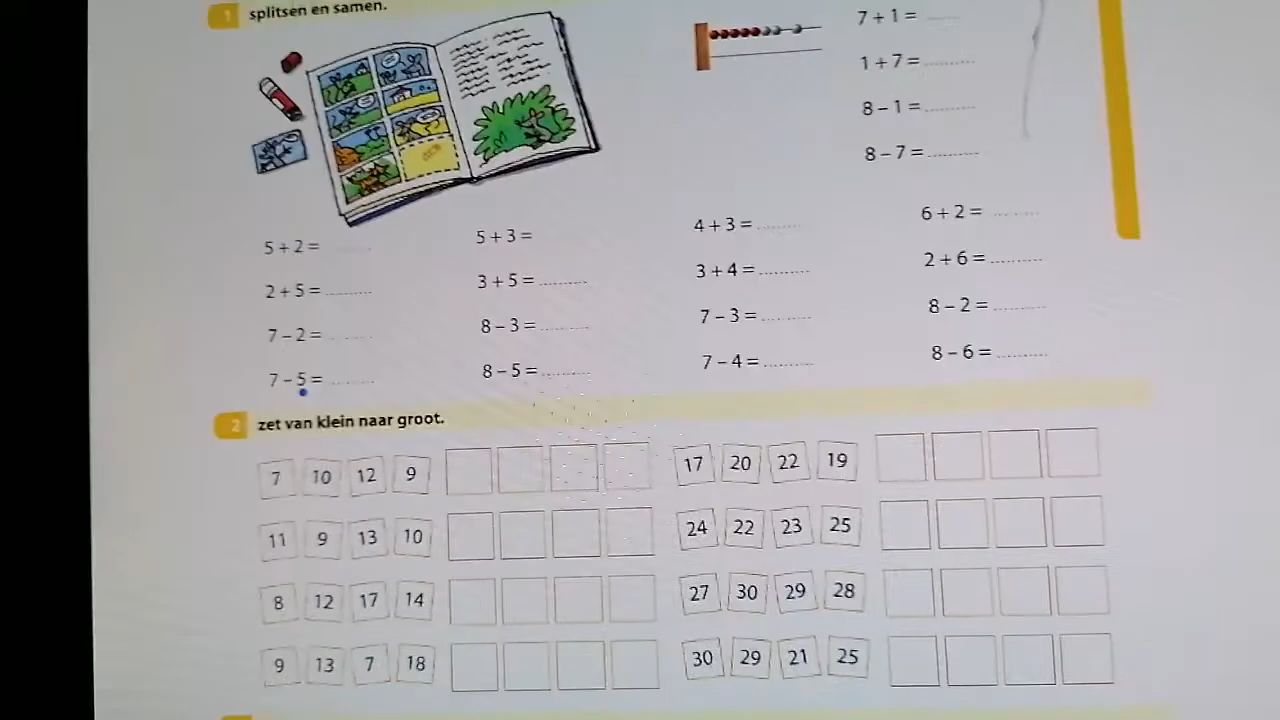 1 splitsen en samen.
7 + 1 = ..........
1 + 7 = ..........
8 – 1 = ..........
8 – 7 = ..........
5 + 2 = ..........
2 + 5 = ..........
7 – 2 = ..........
7 – 5 = ..........
5 + 3 =
3 + 5 = ..........
8 – 3 = ..........
8 – 5 = ..........
4 + 3 = ..........
3 + 4 = ..........
7 – 3 = ..........
7 – 4 = ..........
6 + 2 = ..........
2 + 6 = ..........
8 – 2 = ..........
8 – 6 = ..........
2 zet van klein naar groot.
7 10 12 9
11 9 13 10
8 12 17 14
9 13 7 18
17 20 22 19
24 22 23 25
27 30 29 28
30 29 21 25